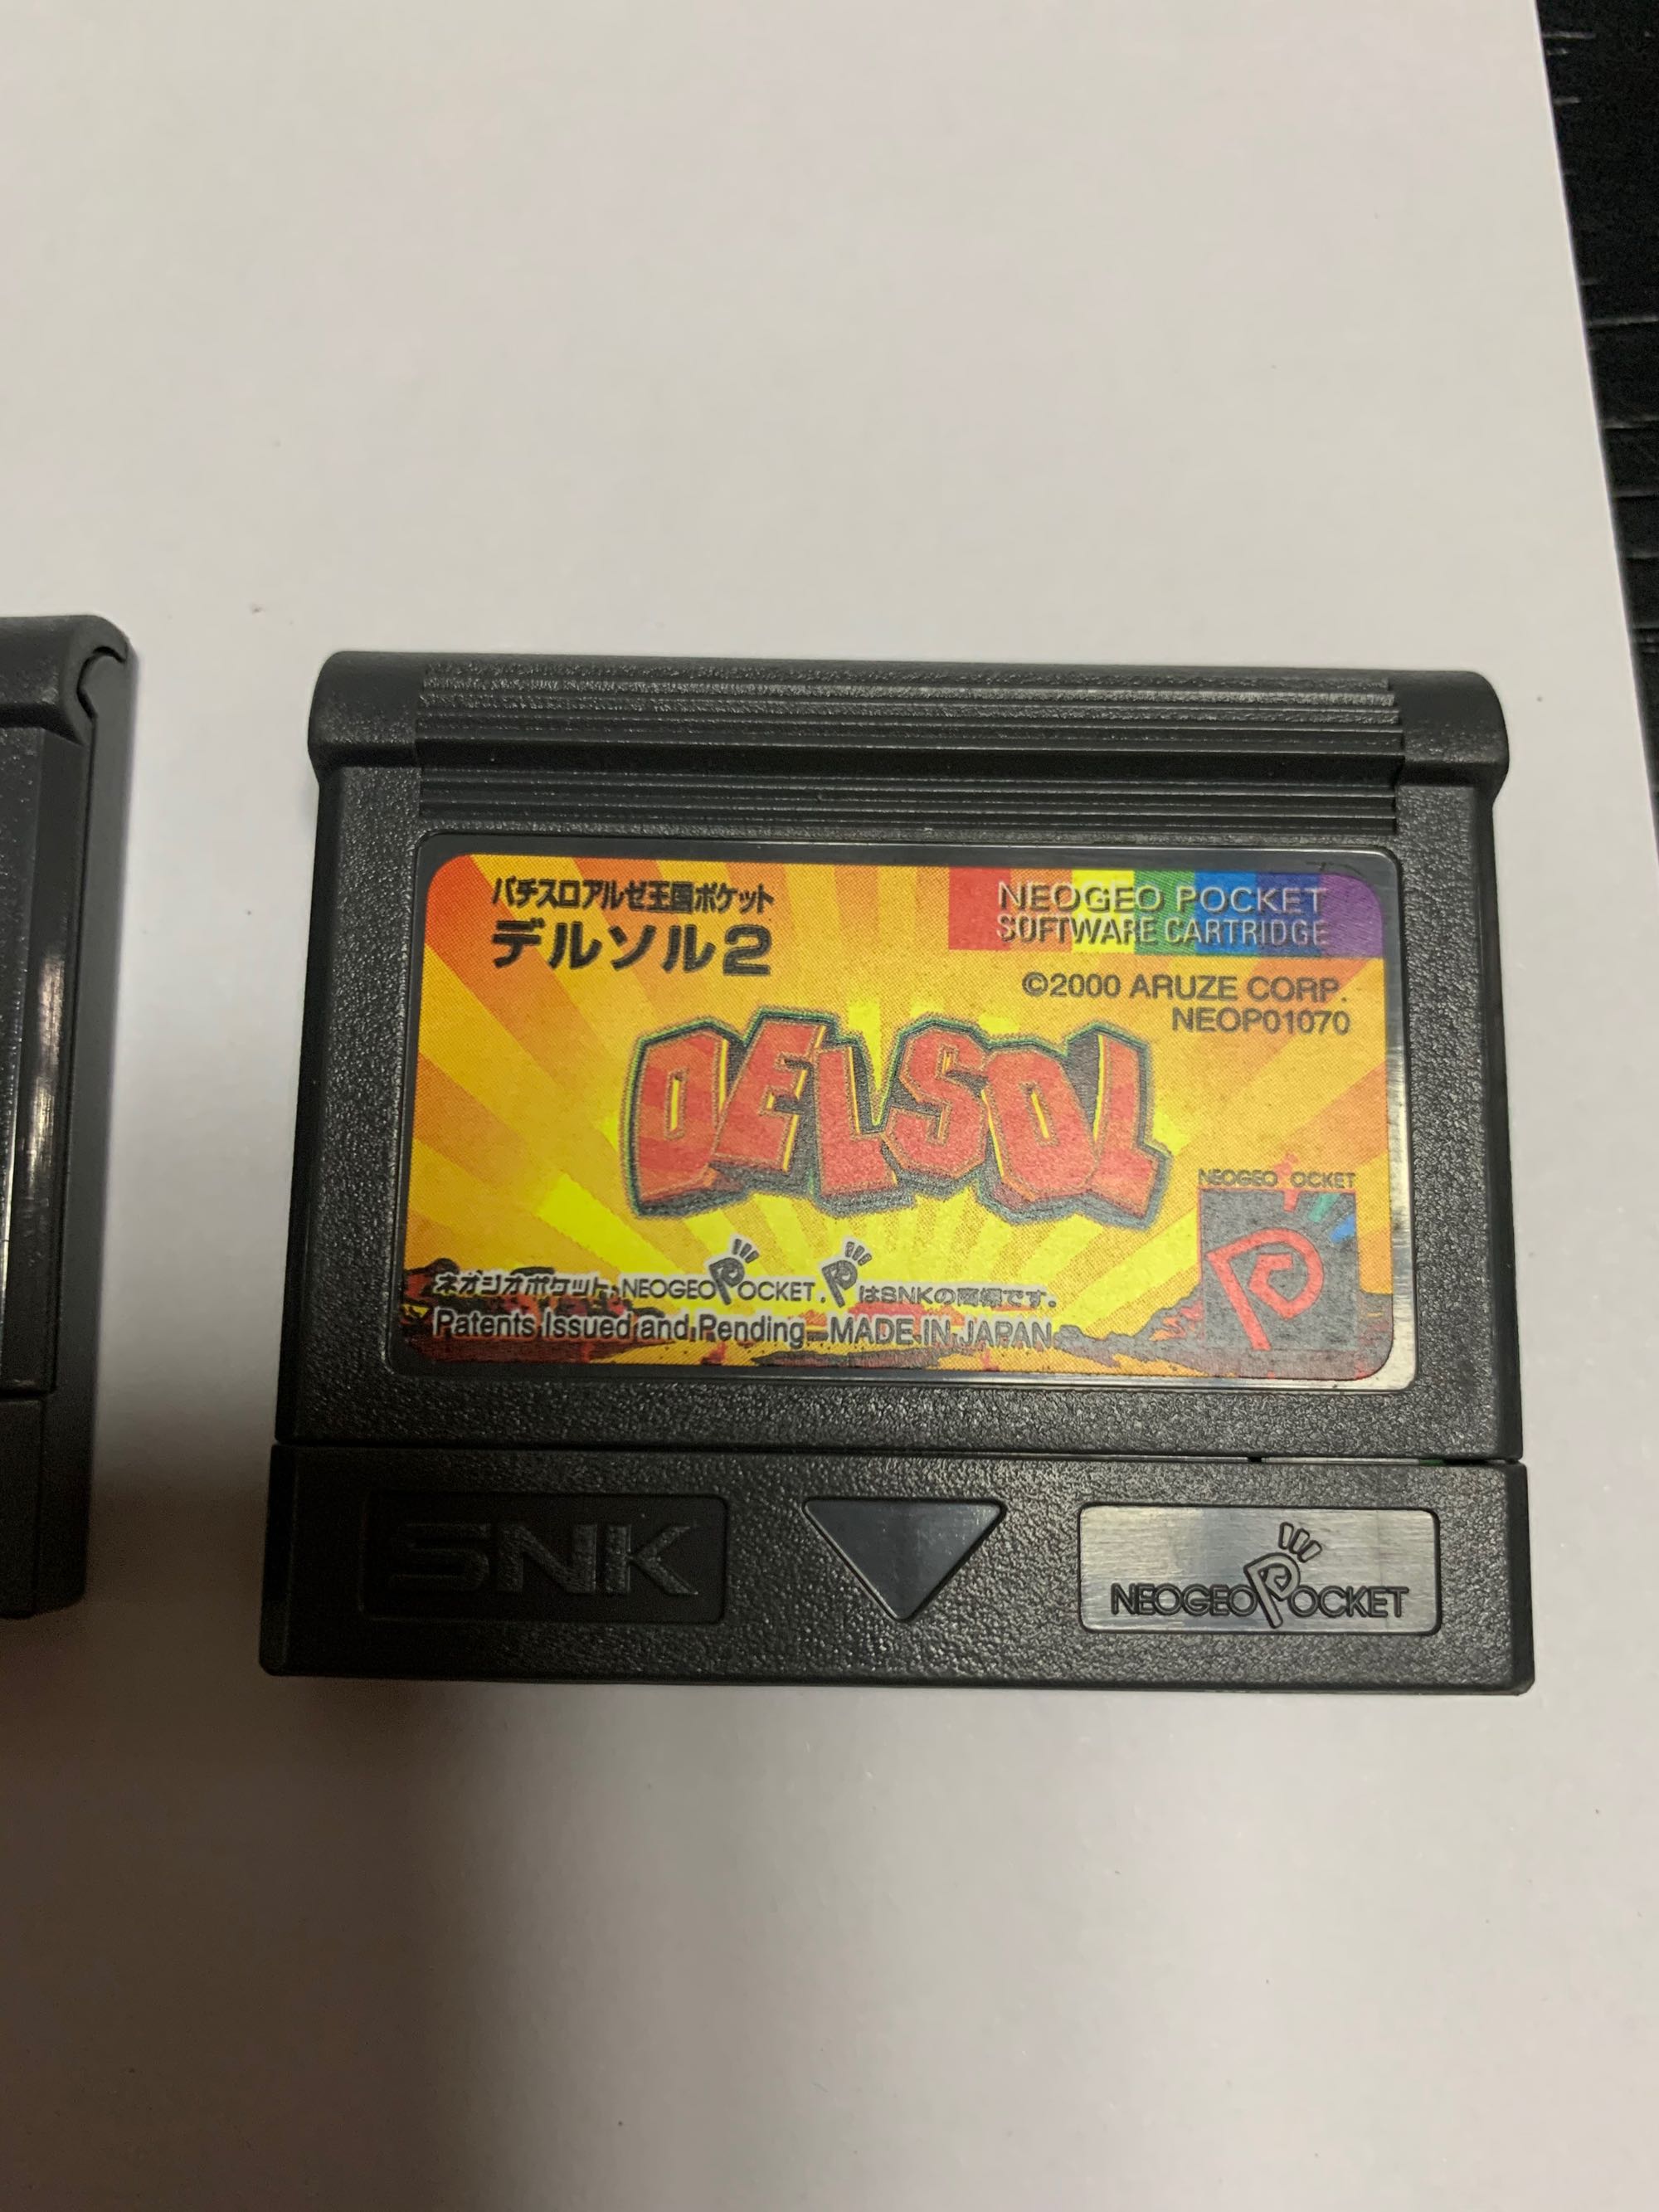 パチスロアルゼ王国ポケット
デルソル2
NEOGEO POCKET
SOFTWARE CARTRIDGE
©2000 ARUZE CORP.
NEOP01070
DELSOL
NEOGEO POCKET
ネオジオポケット, NEOGEO POCKET, P はSNKの商標です。
Patents Issued and Pending MADE IN JAPAN
SNK
NEOGEO POCKET